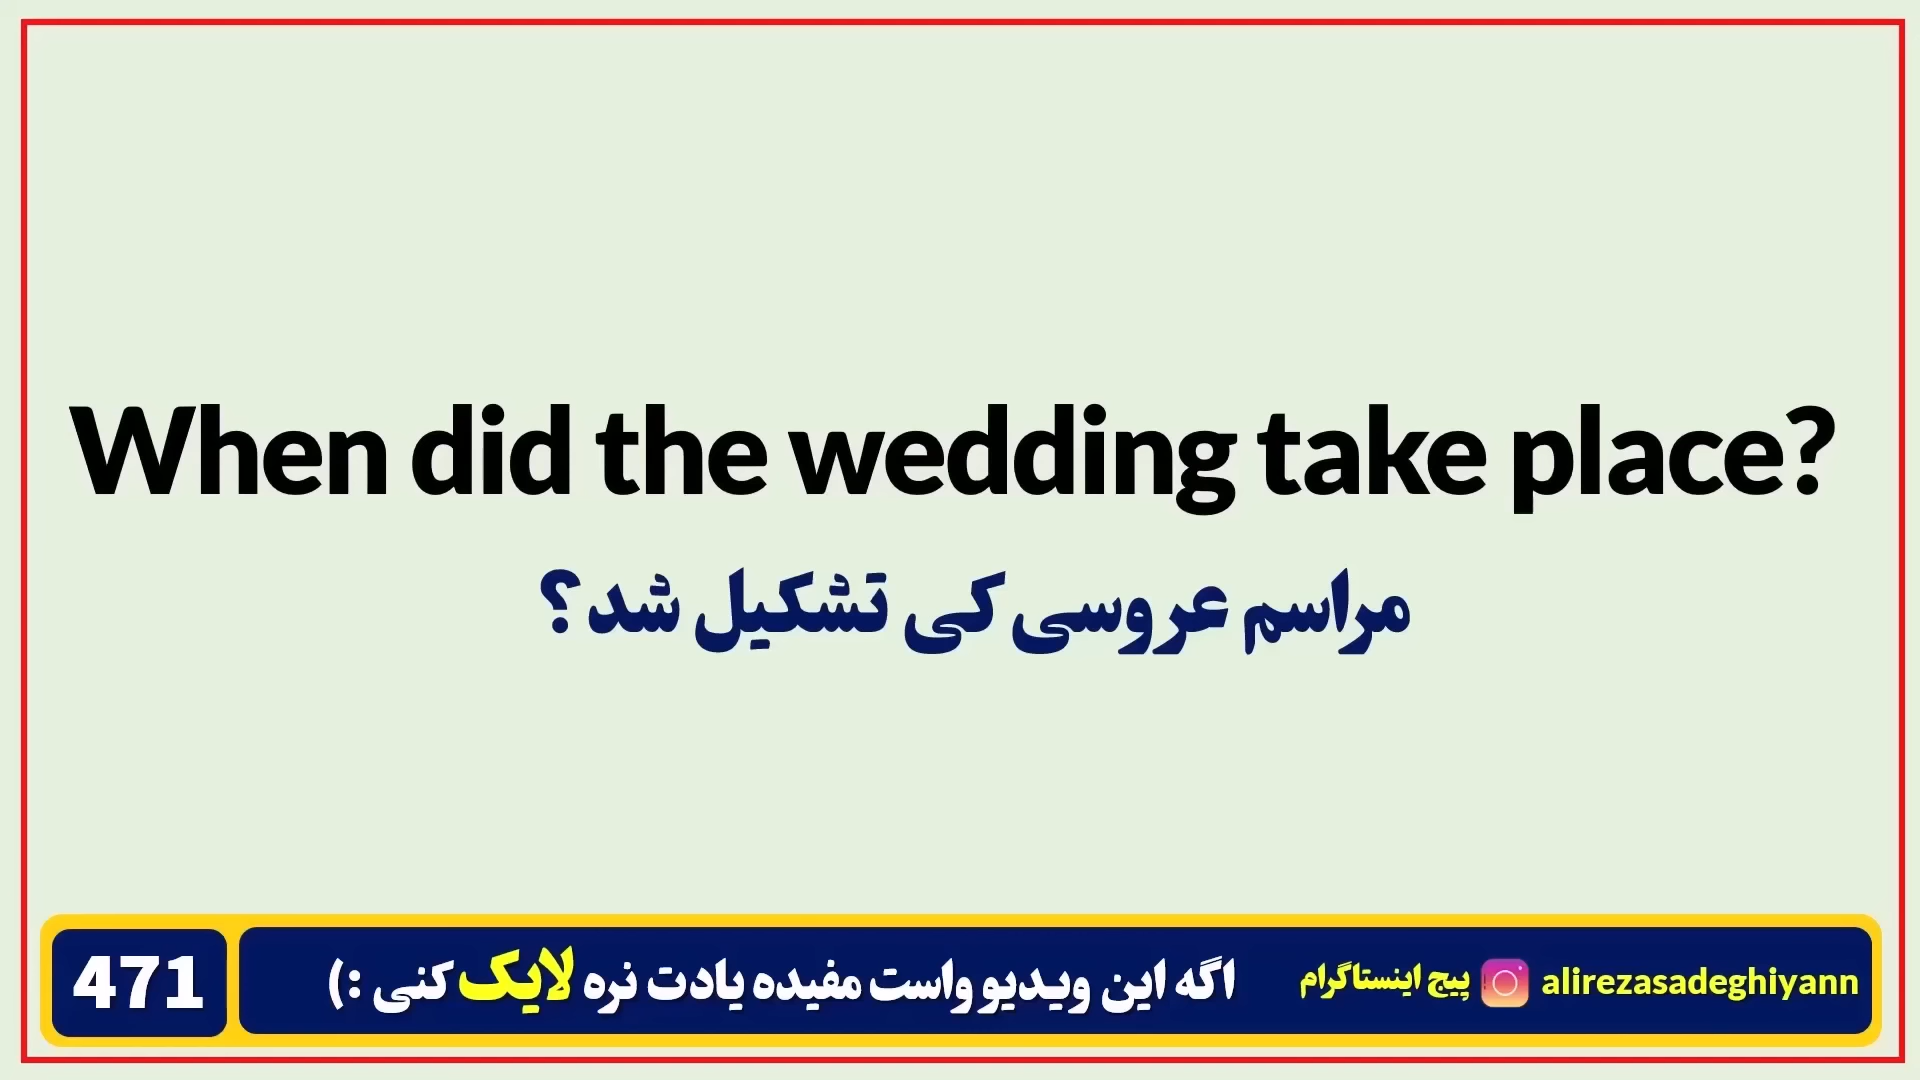 When did the wedding take place?
مراسم عروسی کی تشکیل شد؟
471
اگه این ویدیو واست مفیده یادت نره لایک کنی :)
پیج اینستاگرام alirezasadeghiyann